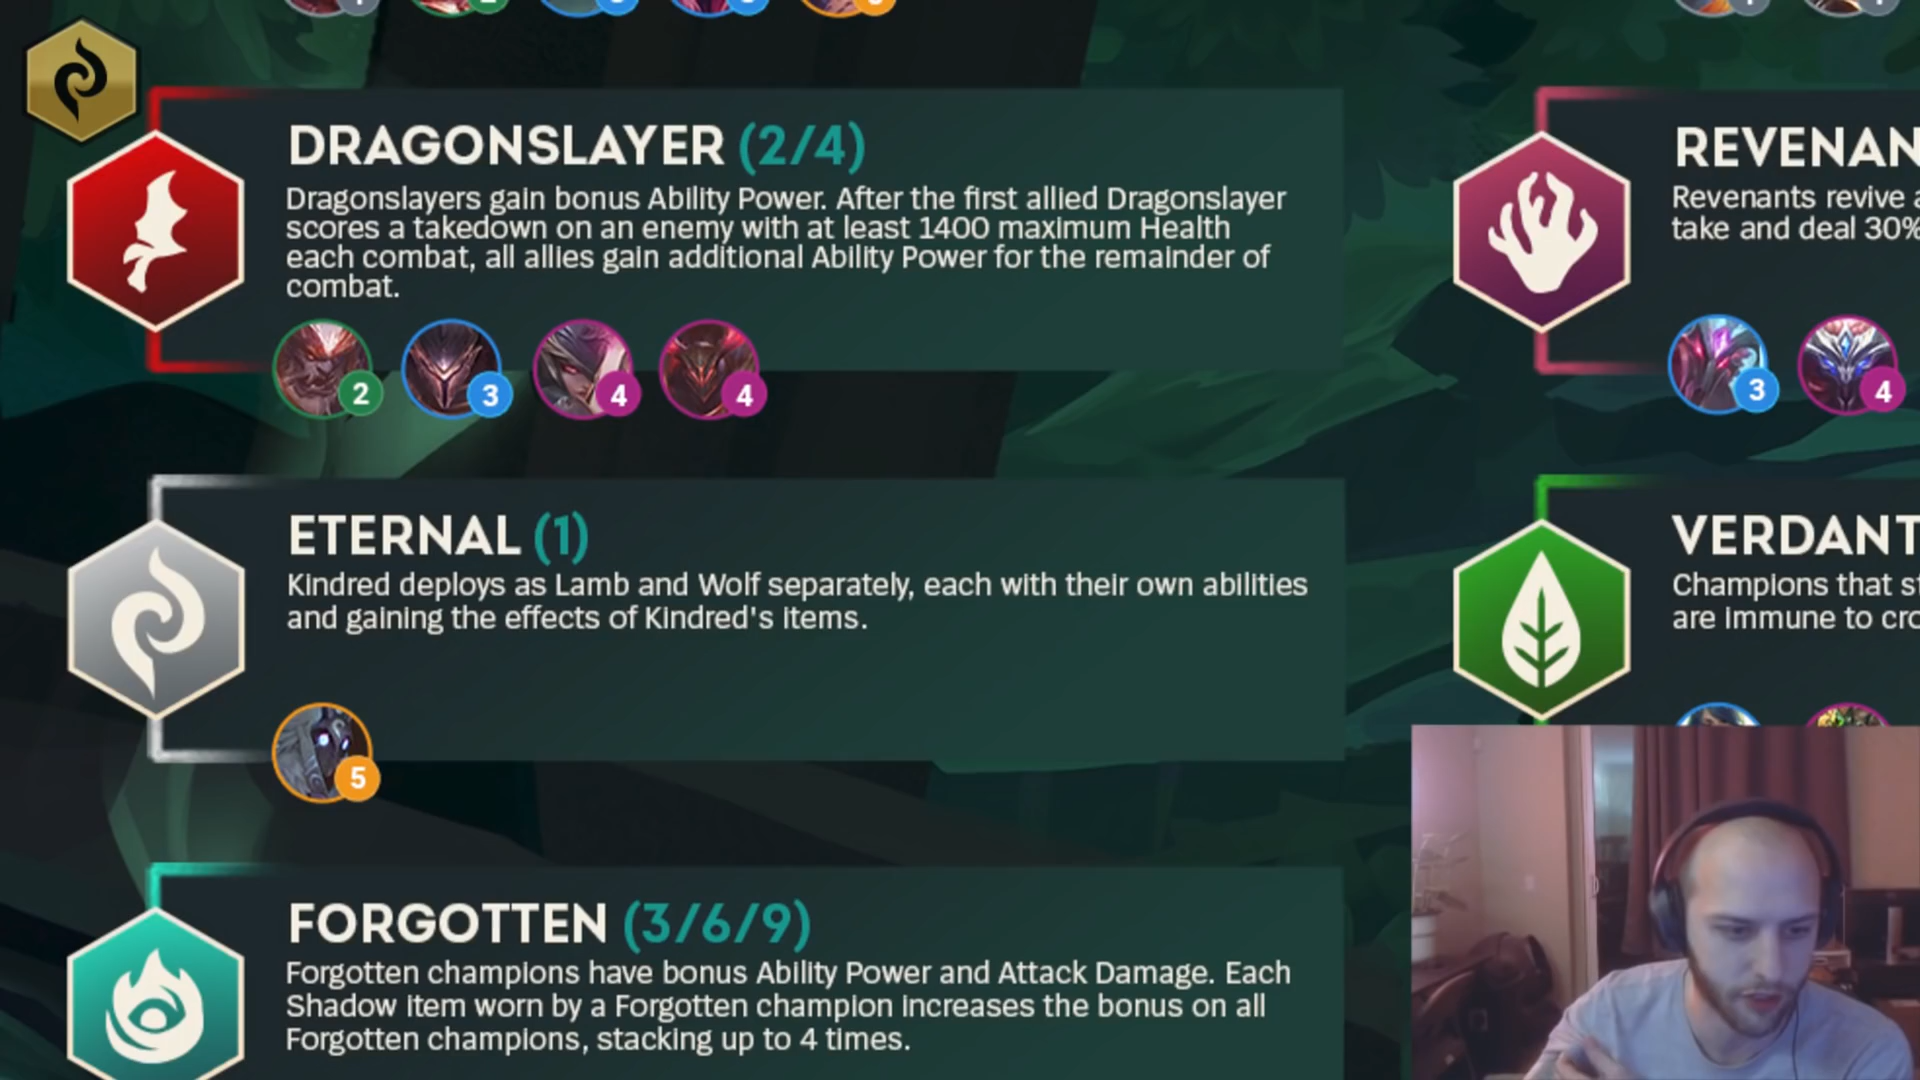 DRAGONSLAYER (2/4)
Dragonslayers gain bonus Ability Power. After the first allied Dragonslayer
scores a takedown on an enemy with at least 1400 maximum Health
each combat, all allies gain additional Ability Power for the remainder of
combat.
2 3 4 4
ETERNAL (1)
Kindred deploys as Lamb and Wolf separately, each with their own abilities
and gaining the effects of Kindred's items.
5
FORGOTTEN (3/6/9)
Forgotten champions have bonus Ability Power and Attack Damage. Each
Shadow item worn by a Forgotten champion increases the bonus on all
Forgotten champions, stacking up to 4 times.
REVENAN
Revenants revive a
take and deal 30%
3 4
VERDANT
Champions that st
are immune to cro